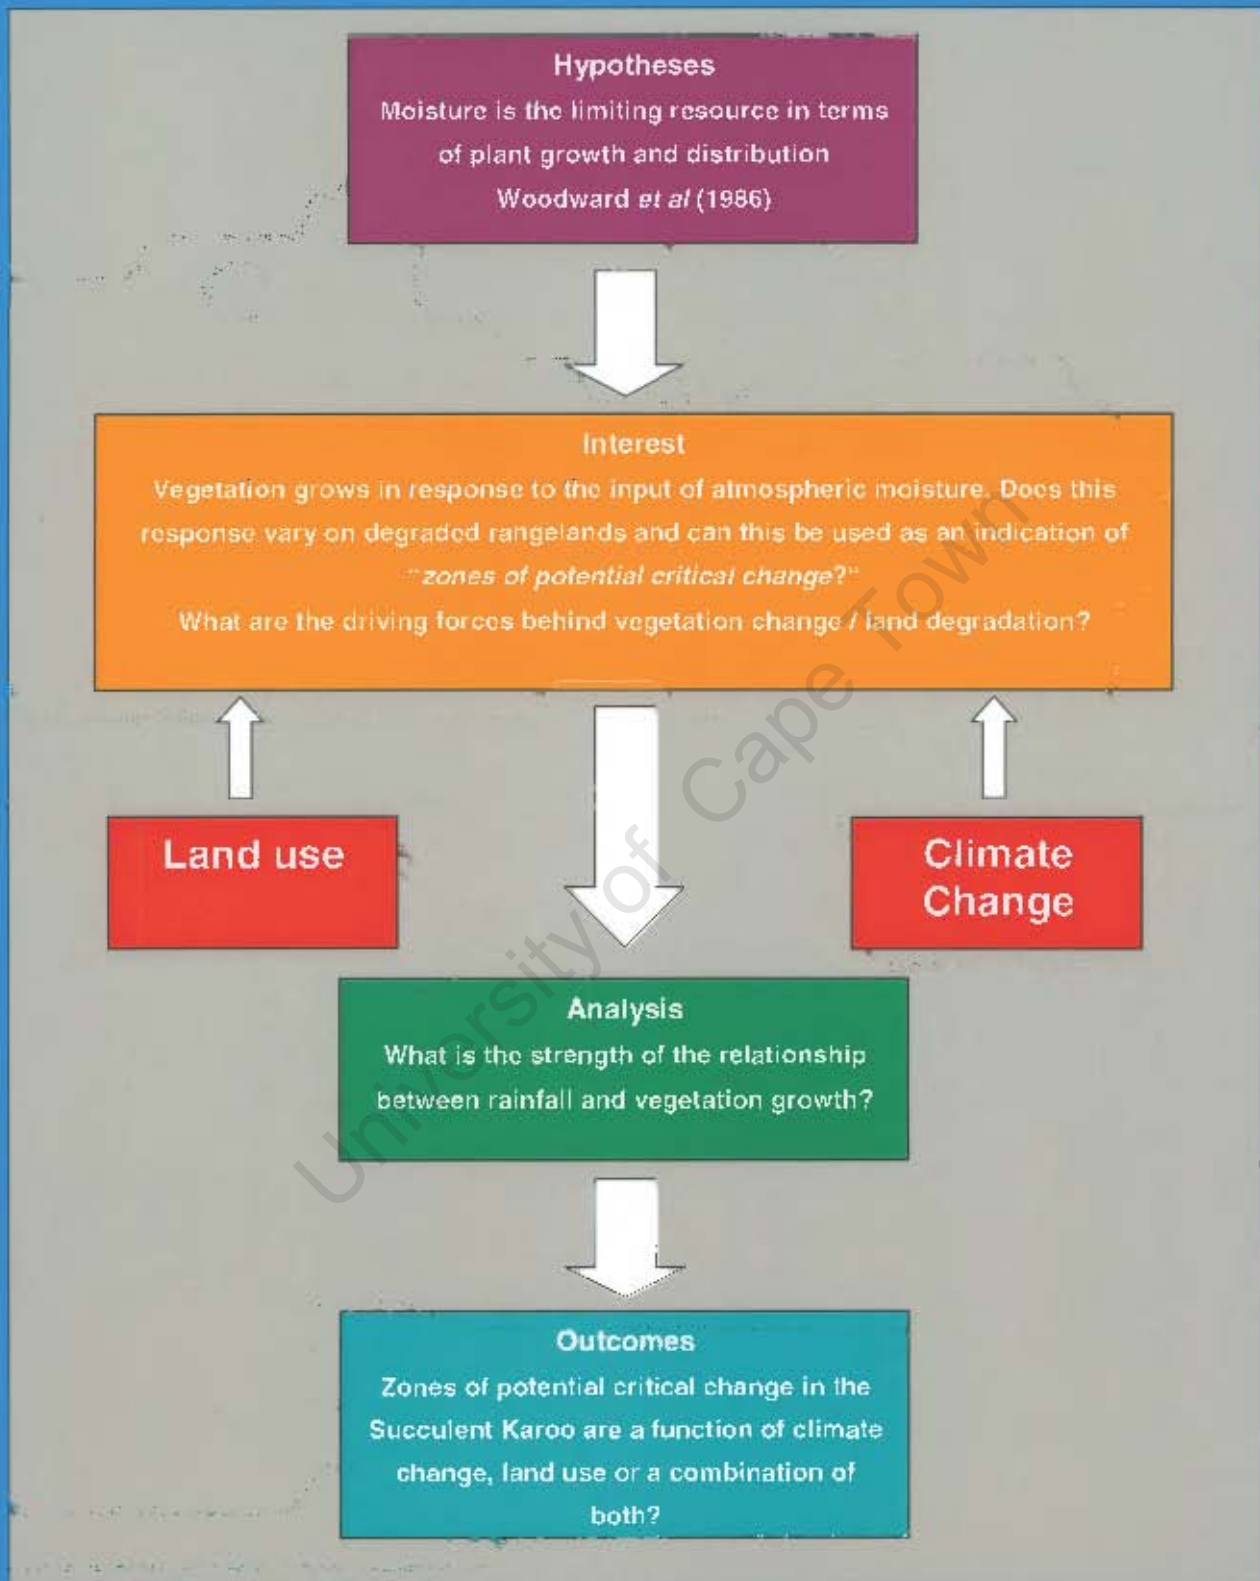 Hypotheses
Moisture is the limiting resource in terms
of plant growth and distribution
Woodward et al (1986)
Interest
Vegetation grows in response to the input of atmospheric moisture. Does this
response vary on degraded rangelands and can this be used as an indication of
"zones of potential critical change?"
What are the driving forces behind vegetation change / land degradation?
Land use
Climate
Change
Analysis
What is the strength of the relationship
between rainfall and vegetation growth?
Outcomes
Zones of potential critical change in the
Succulent Karoo are a function of climate
change, land use or a combination of
both?
University of Cape Town